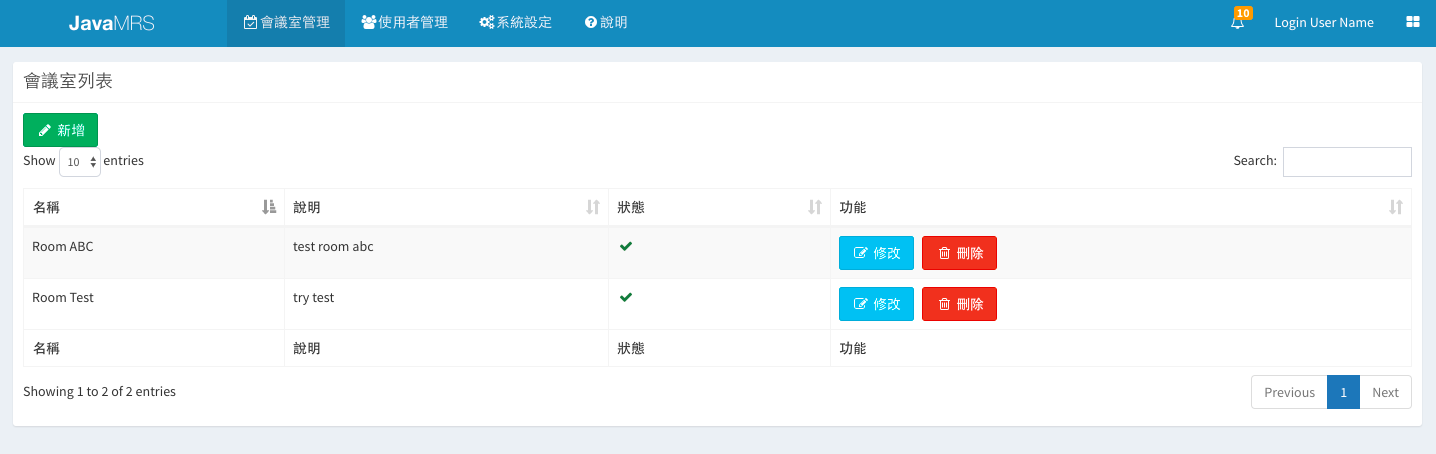 JavaMRS 會議室管理 使用者管理 系統設定 說明 10 Login User Name
會議室列表
新增
Show 10 entries Search:
名稱 說明 狀態 功能
Room ABC test room abc 修改 刪除
Room Test try test 修改 刪除
名稱 說明 狀態 功能
Showing 1 to 2 of 2 entries Previous 1 Next